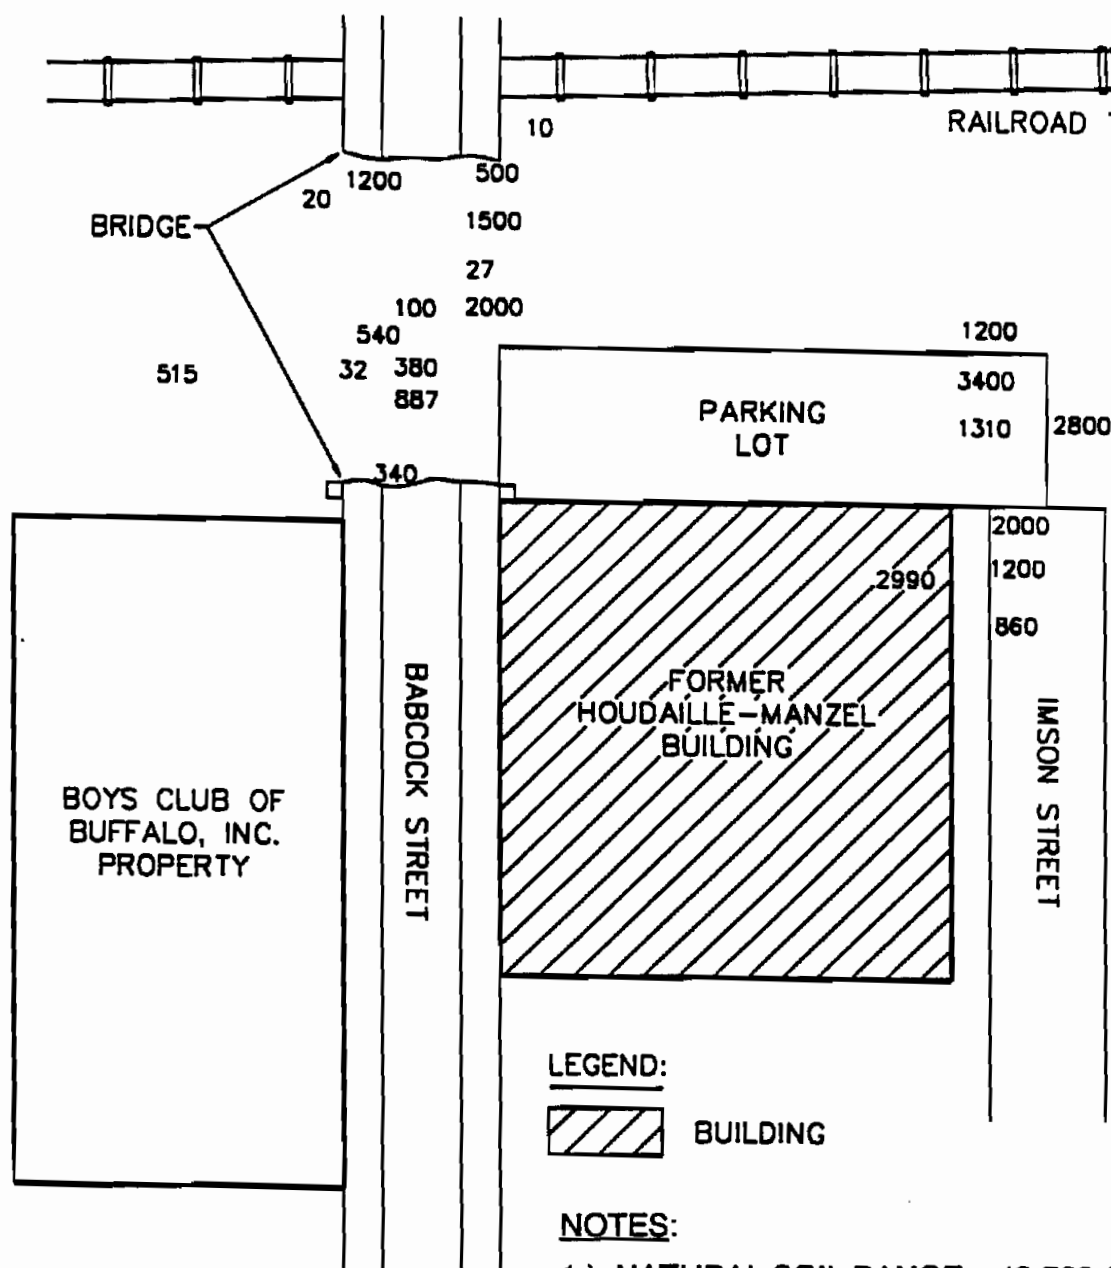 10
RAILROAD
1200
500
20
BRIDGE
1500
27
100
2000
540
1200
515
32
380
3400
887
PARKING
LOT
1310
2800
340
2000
2990
1200
860
FORMER
HOUDAILLE-MANZEL
BUILDING
BABCOCK STREET
IMSON STREET
BOYS CLUB OF
BUFFALO, INC.
PROPERTY
LEGEND:
BUILDING
NOTES: